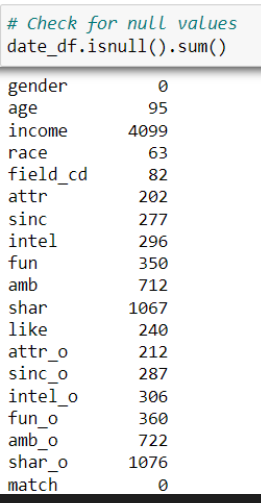 # Check for null values
date_df.isnull().sum()
gender 0
age 95
income 4099
race 63
field_cd 82
attr 202
sinc 277
intel 296
fun 350
amb 712
shar 1067
like 240
attr_o 212
sinc_o 287
intel_o 306
fun_o 360
amb_o 722
shar_o 1076
match 0